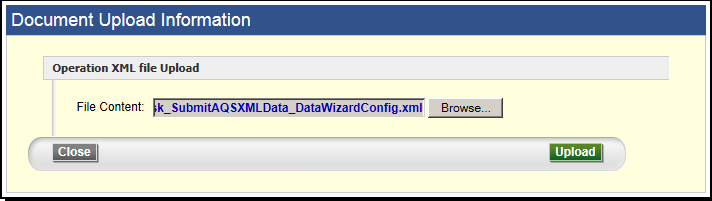 Document Upload Information
Operation XML file Upload
File Content: sk_SubmitAQSXMLData_DataWizardConfig.xml Browse...
Close Upload